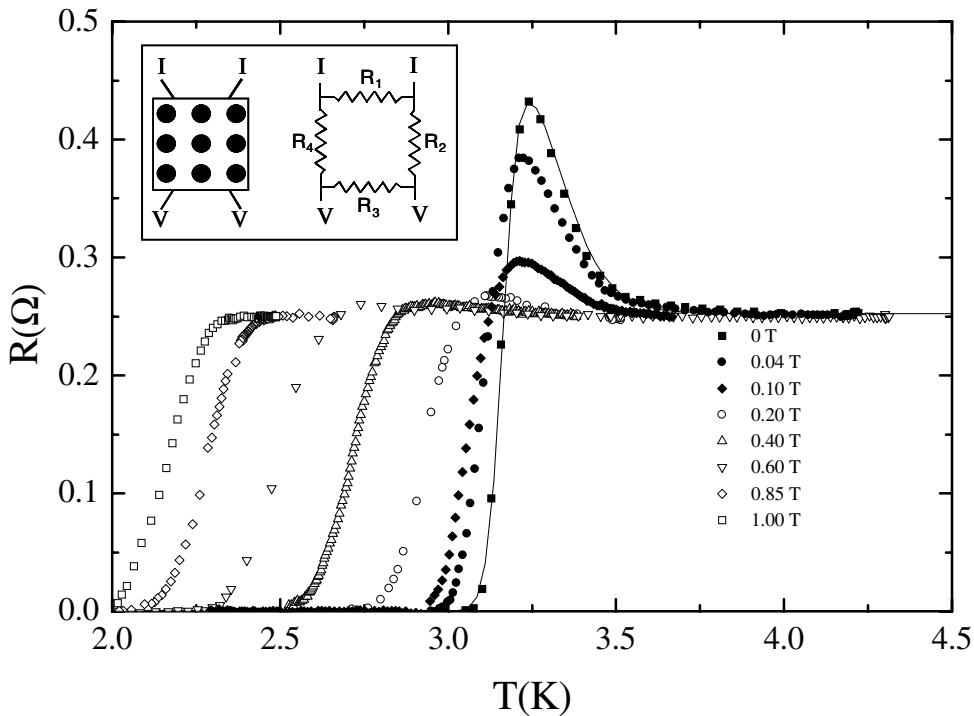 R(Ω)
0.5
0.4
0.3
0.2
0.1
0.0
I I
V V
I I
R1
R4 R2
R3
V V
0 T
0.04 T
0.10 T
0.20 T
0.40 T
0.60 T
0.85 T
1.00 T
2.0 2.5 3.0 3.5 4.0 4.5
T(K)